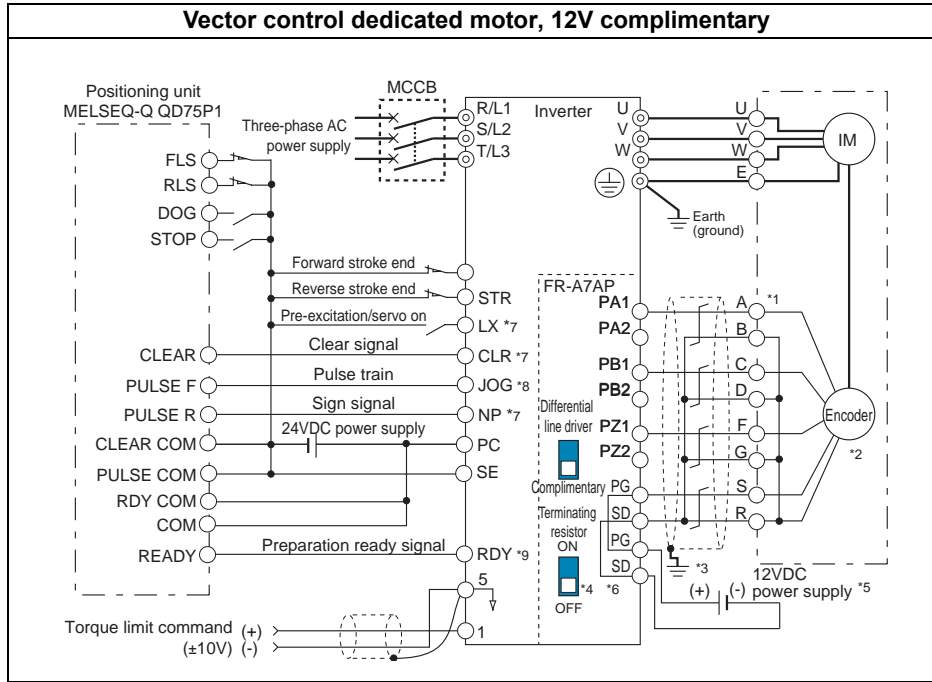 Vector control dedicated motor, 12V complimentary
Positioning unit
MELSEQ-Q QD75P1
FLS
RLS
DOG
STOP
CLEAR
PULSE F
PULSE R
CLEAR COM
PULSE COM
RDY COM
COM
READY
Torque limit command (+)
(±10V) (-)
Three-phase AC
power supply
MCCB
Forward stroke end
Reverse stroke end
Pre-excitation/servo on
Clear signal
Pulse train
Sign signal
24VDC power supply
Preparation ready signal
R/L1
S/L2
T/L3
Inverter
STR
LX *7
CLR *7
JOG *8
NP *7
PC
SE
RDY *9
5
1
U
V
W
Earth
(ground)
FR-A7AP
PA1
PA2
PB1
PB2
PZ1
PZ2
PG
SD
PG
SD
Differential
line driver
Complimentary
Terminating
resistor
ON
*4
OFF
*6
*3
U
V
W
E
IM
A *1
B
C
D
F
G
S
R
Encoder
*2
12VDC
power supply *5
(+) (-)